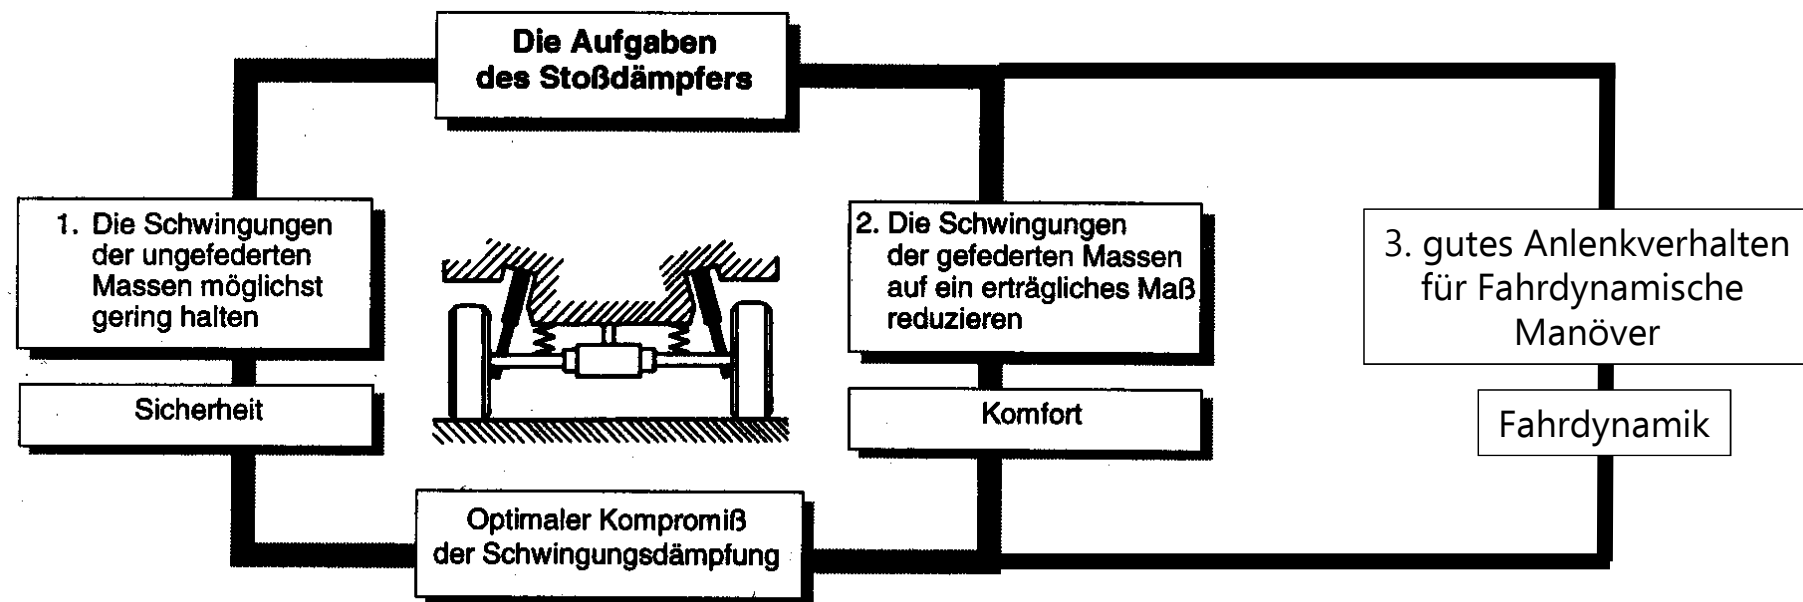 Die Aufgaben
des Stoßdämpfers
1. Die Schwingungen
der ungefederten
Massen möglichst
gering halten
Sicherheit
2. Die Schwingungen
der gefederten Massen
auf ein erträgliches Maß
reduzieren
Komfort
3. gutes Anlenkverhalten
für Fahrdynamische
Manöver
Fahrdynamik
Optimaler Kompromiß
der Schwingungsdämpfung